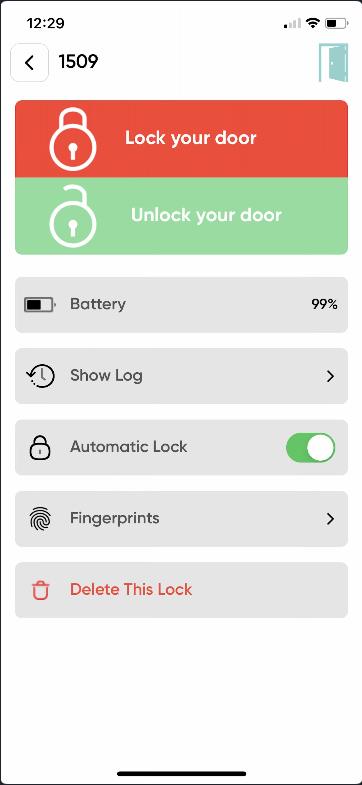 12:29
1509
Lock your door
Unlock your door
Battery 99%
Show Log
Automatic Lock
Fingerprints
Delete This Lock